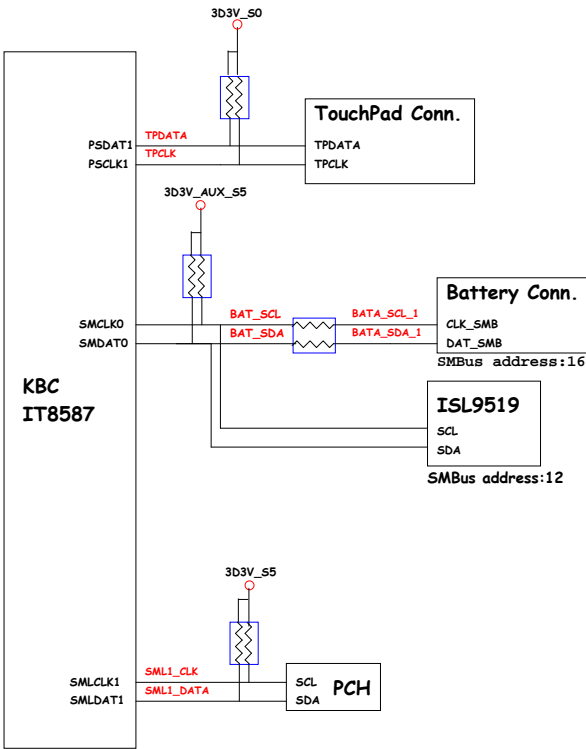 3D3V_S0
TouchPad Conn.
PSDAT1 TPDATA TPDATA
PSCLK1 TPCLK TPCLK
3D3V_AUX_S5
Battery Conn.
SMCLK0 BAT_SCL BATA_SCL_1 CLK_SMB
SMDAT0 BAT_SDA BATA_SDA_1 DAT_SMB
SMBus address:16
KBC
IT8587
ISL9519
SCL
SDA
SMBus address:12
3D3V_S5
SMLCLK1 SML1_CLK SCL
PCH
SMLDAT1 SML1_DATA SDA